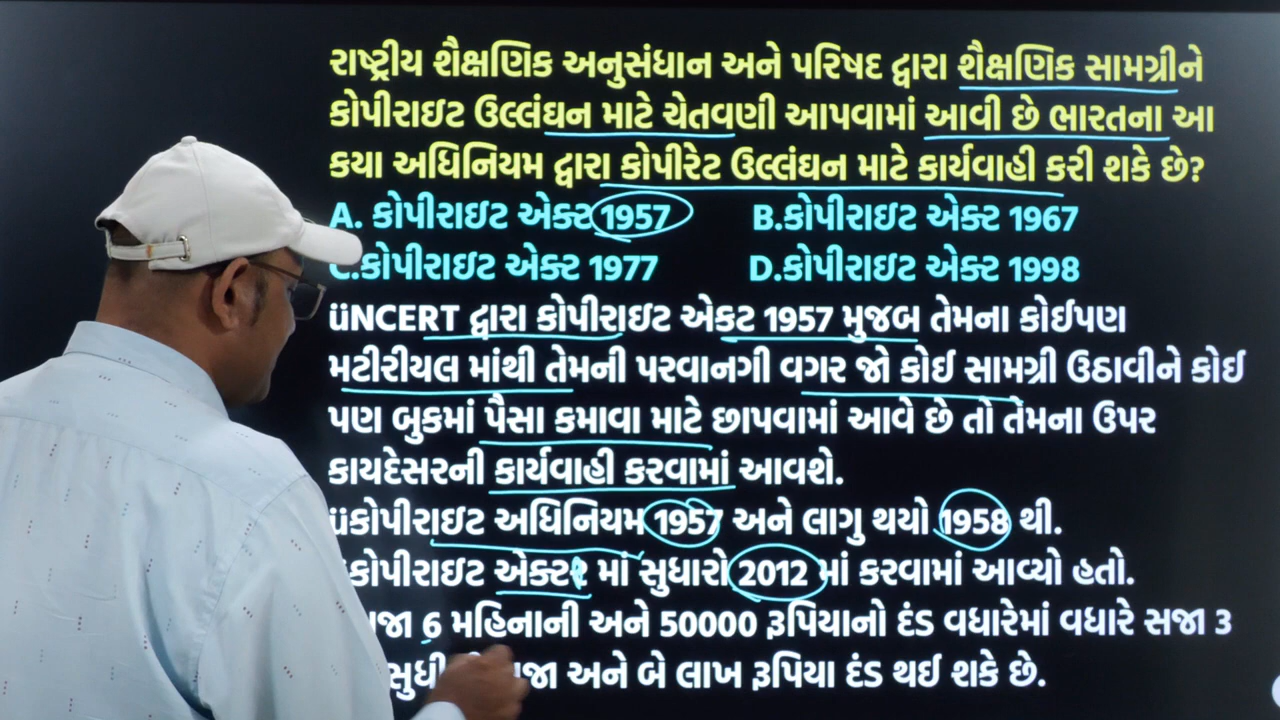 રાષ્ટ્રીય શૈક્ષણિક અનુસંધાન અને પરિષદ દ્વારા શૈક્ષણિક સામગ્રીને
કોપીરાઇટ ઉલ્લંઘન માટે ચેતવણી આપવામાં આવી છે ભારતના આ
કયા અધિનિયમ દ્વારા કોપીરેટ ઉલ્લંઘન માટે કાર્યવાહી કરી શકે છે?
A. કોપીરાઇટ એક્ટ 1957 B.કોપીરાઇટ એક્ટ 1967
C.કોપીરાઇટ એક્ટ 1977 D.કોપીરાઇટ એક્ટ 1998
üNCERT દ્વારા કોપીરાઇટ એકટ 1957 મુજબ તેમના કોઈપણ
મટીરીયલ માંથી તેમની પરવાનગી વગર જો કોઈ સામગ્રી ઉઠાવીને કોઈ
પણ બુકમાં પૈસા કમાવા માટે છાપવામાં આવે છે તો તેમના ઉપર
કાયદેસરની કાર્યવાહી કરવામાં આવશે.
üકોપીરાઇટ અધિનિયમ 1957 અને લાગુ થયો 1958 થી.
કોપીરાઇટ એક્ટ માં સુધારો 2012 માં કરવામાં આવ્યો હતો.
6 મહિનાની અને 50000 રૂપિયાનો દંડ વધારેમાં વધારે સજા 3
સુધી અને બે લાખ રૂપિયા દંડ થઈ શકે છે.